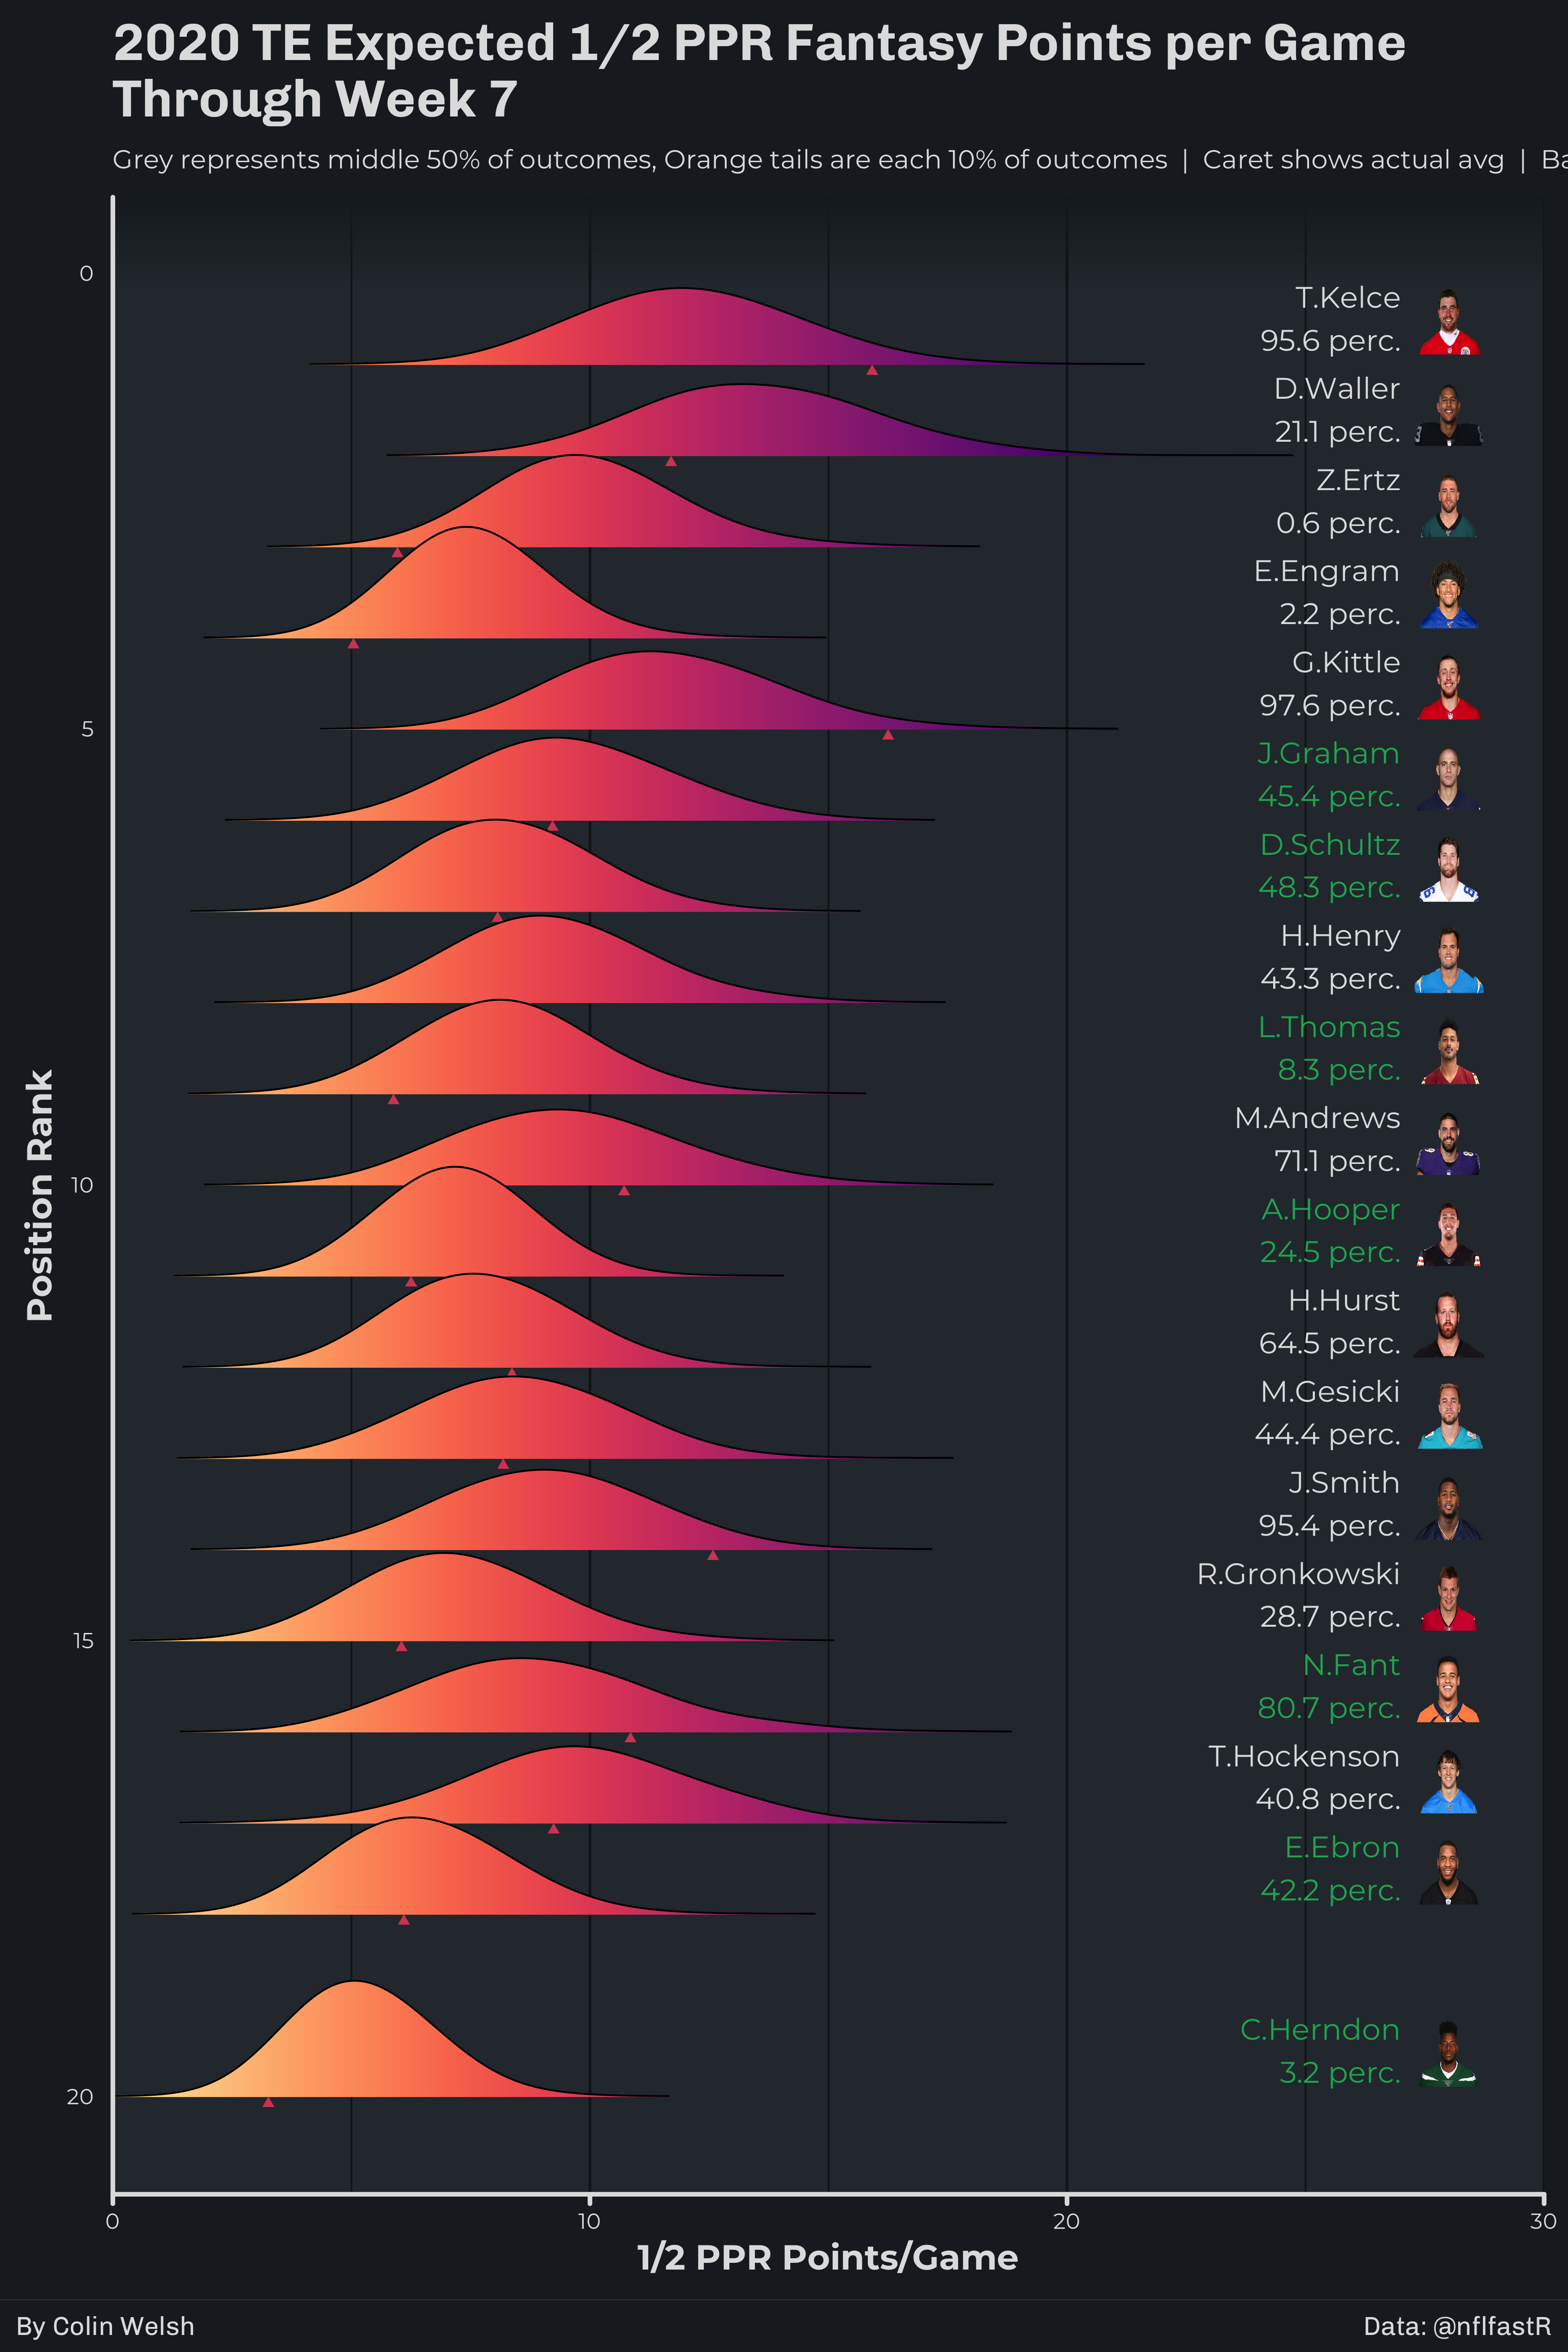 2020 TE Expected 1/2 PPR Fantasy Points per Game
Through Week 7
Grey represents middle 50% of outcomes, Orange tails are each 10% of outcomes | Caret shows actual avg | Ba
0
T.Kelce
95.6 perc.
D.Waller
21.1 perc.
Z.Ertz
0.6 perc.
E.Engram
2.2 perc.
G.Kittle
97.6 perc.
5
J.Graham
45.4 perc.
D.Schultz
48.3 perc.
H.Henry
43.3 perc.
L.Thomas
8.3 perc.
M.Andrews
71.1 perc.
10
A.Hooper
24.5 perc.
H.Hurst
64.5 perc.
M.Gesicki
44.4 perc.
J.Smith
95.4 perc.
R.Gronkowski
28.7 perc.
15
N.Fant
80.7 perc.
T.Hockenson
40.8 perc.
E.Ebron
42.2 perc.
C.Herndon
3.2 perc.
20
Position Rank
0 10 20 30
1/2 PPR Points/Game
By Colin Welsh
Data: @nflfastR